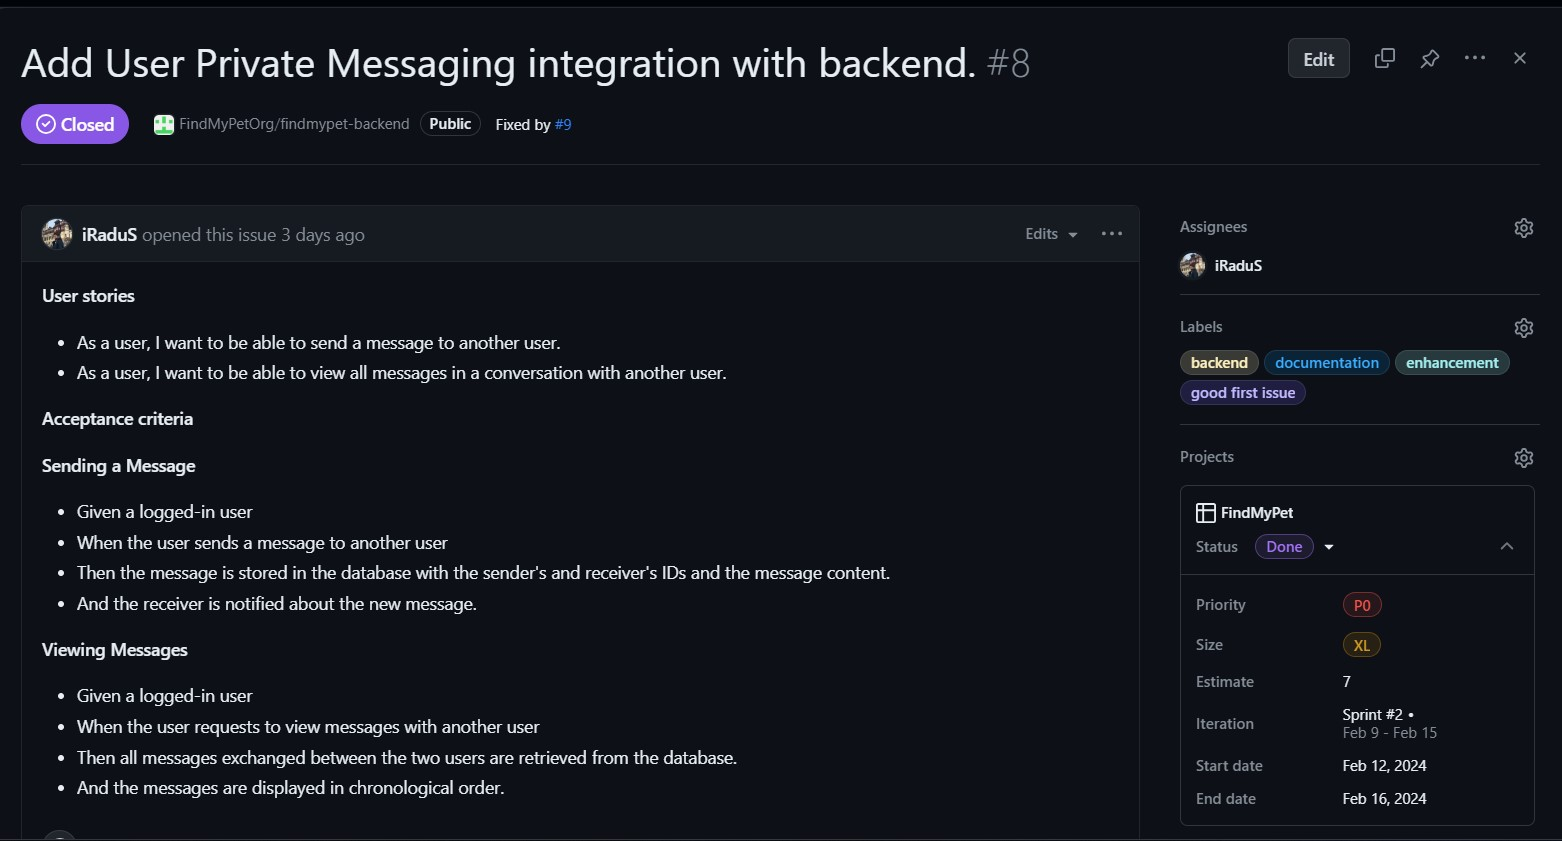 Add User Private Messaging integration with backend. #8
Edit
Closed
FindMyPetOrg/findmypet-backend
Public
Fixed by #9
iRaduS opened this issue 3 days ago
Edits
User stories
• As a user, I want to be able to send a message to another user.
• As a user, I want to be able to view all messages in a conversation with another user.
Acceptance criteria
Sending a Message
• Given a logged-in user
• When the user sends a message to another user
• Then the message is stored in the database with the sender's and receiver's IDs and the message content.
• And the receiver is notified about the new message.
Viewing Messages
• Given a logged-in user
• When the user requests to view messages with another user
• Then all messages exchanged between the two users are retrieved from the database.
• And the messages are displayed in chronological order.
Assignees
iRaduS
Labels
backend documentation enhancement
good first issue
Projects
FindMyPet
Status Done
Priority P0
Size XL
Estimate 7
Iteration Sprint #2 •
Feb 9 - Feb 15
Start date Feb 12, 2024
End date Feb 16, 2024